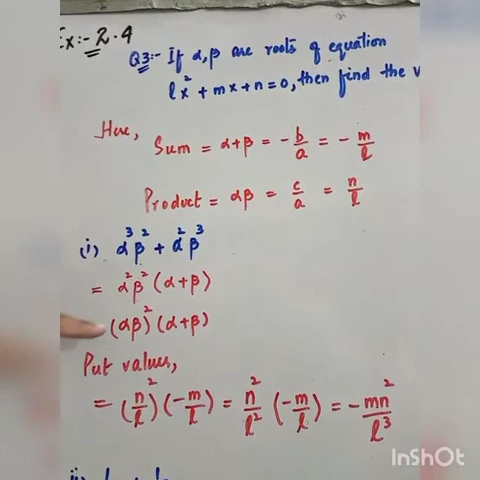 Ex:- 2.4
Q3:- If α,β are roots of equation
lx² + mx + n = 0, then find the
Here,
Sum = α+β = -b/a = -m/l
Product = αβ = c/a = n/l
(i) α³β² + α²β³
= α²β² (α+β)
(αβ)² (α+β)
Put values,
= (n/l)² (-m/l) = n²/l² (-m/l) = -mn²/l³
InShOt